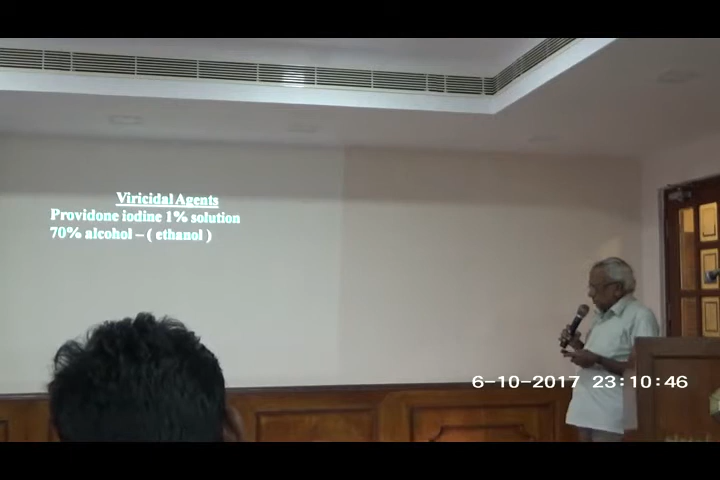 Viricidal Agents
Providone iodine 1% solution
70% alcohol – ( ethanol )
6-10-2017 23:10:46